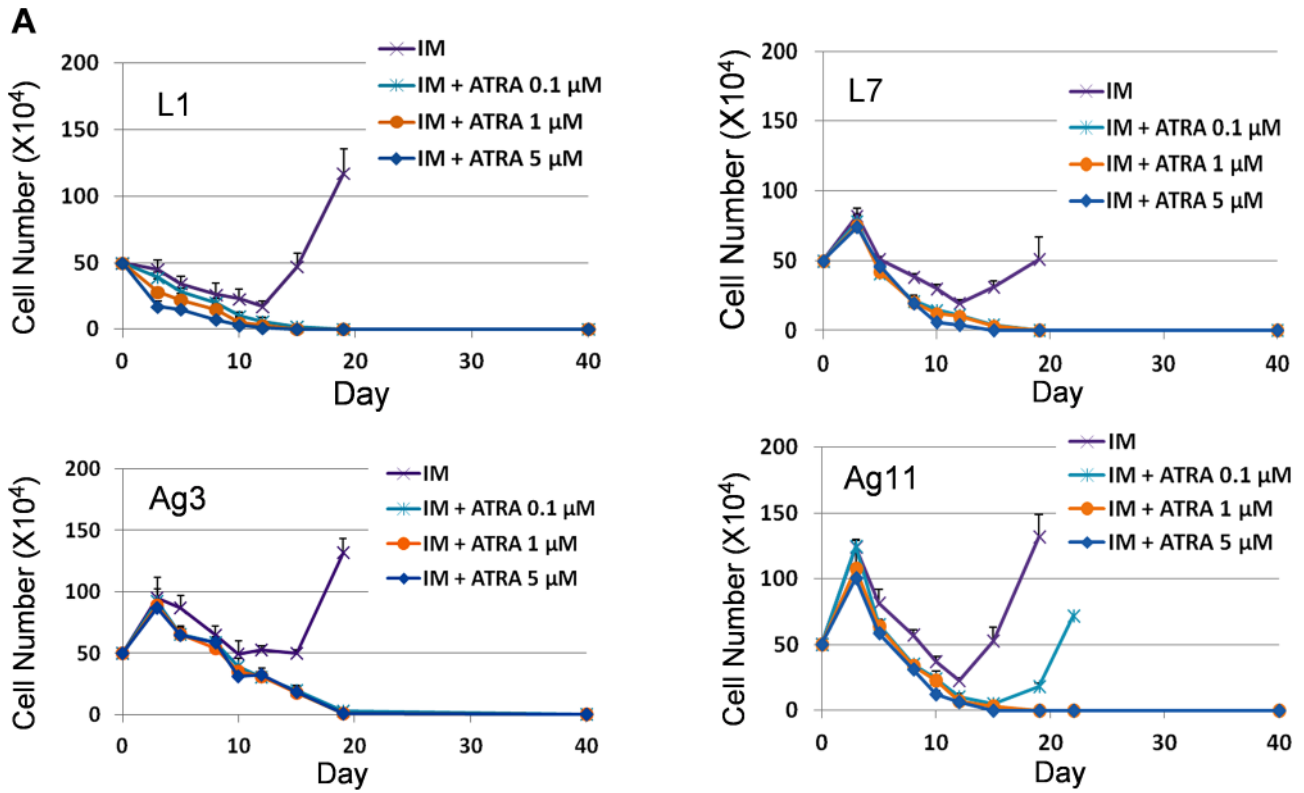 A
Cell Number (X10⁴)
200
150
100
50
0
L1
IM
IM + ATRA 0.1 μM
IM + ATRA 1 μM
IM + ATRA 5 μM
0 10 20 30 40
Day
Cell Number (X10⁴)
200
150
100
50
0
L7
IM
IM + ATRA 0.1 μM
IM + ATRA 1 μM
IM + ATRA 5 μM
0 10 20 30 40
Day
Cell Number (X10⁴)
200
150
100
50
0
Ag3
IM
IM + ATRA 0.1 μM
IM + ATRA 1 μM
IM + ATRA 5 μM
0 10 20 30 40
Day
Cell Number (X10⁴)
200
150
100
50
0
Ag11
IM
IM + ATRA 0.1 μM
IM + ATRA 1 μM
IM + ATRA 5 μM
0 10 20 30 40
Day